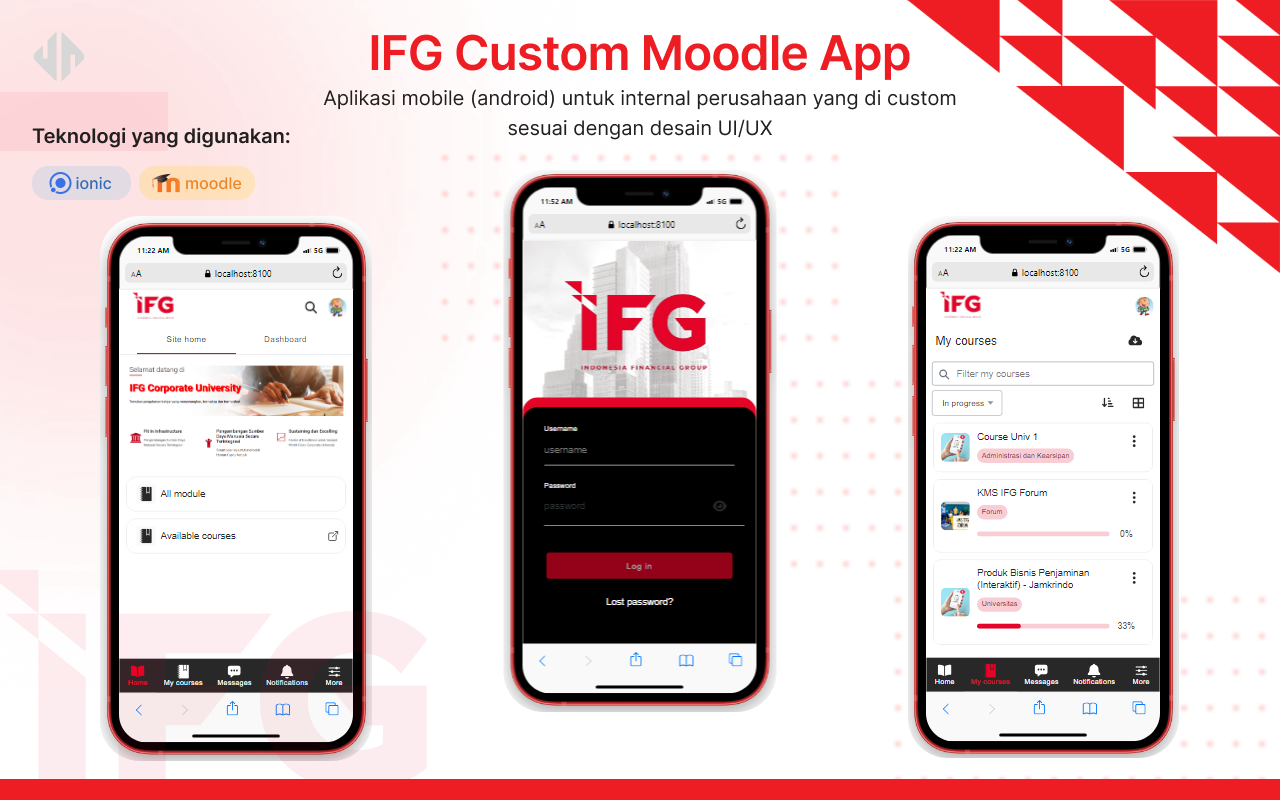 IFG Custom Moodle App
Aplikasi mobile (android) untuk internal perusahaan yang di custom
sesuai dengan desain UI/UX
Teknologi yang digunakan:
ionic
moodle
11:22 AM
5G
AA
localhost:8100
IFG
Site home
Dashboard
Selamat datang di
IFG Corporate University
Fit In Infrastructure
Pengembangan Sumber
Daya Manusia Secara
Terintegrasi
Sustaining dan Excelling
All module
Available courses
Home
My courses
Messages
Notifications
More
11:52 AM
5G
AA
localhost:8100
IFG
INDONESIA FINANCIAL GROUP
Username
username
Password
password
Log in
Lost password?
11:22 AM
5G
AA
localhost:8100
IFG
My courses
Filter my courses
In progress
Course Univ 1
Administrasi dan Kearsipan
KMS IFG Forum
Forum
0%
Produk Bisnis Penjaminan
(Interaktif) - Jamkrindo
Universitas
33%
Home
My courses
Messages
Notifications
More
IFG